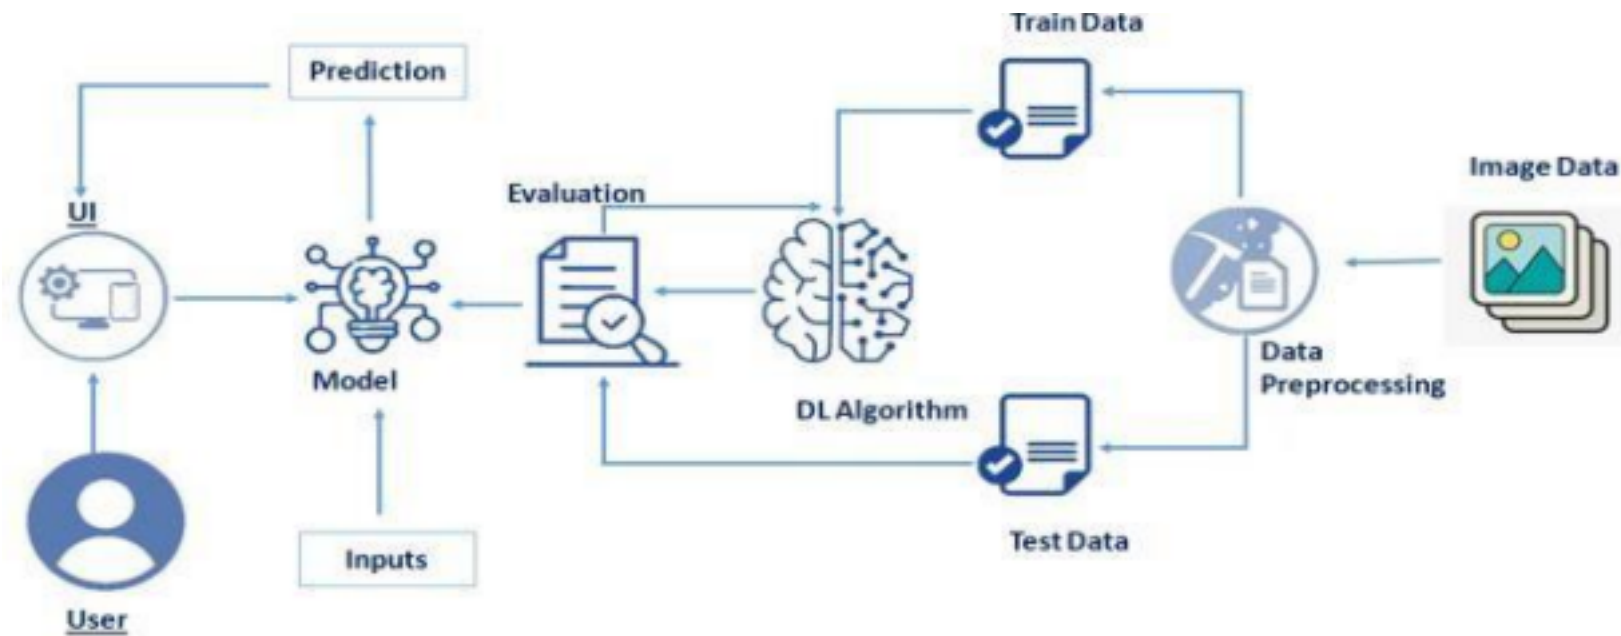 Train Data
Prediction
Image Data
Evaluation
UI
Data
Preprocessing
Model
DL Algorithm
Test Data
Inputs
User